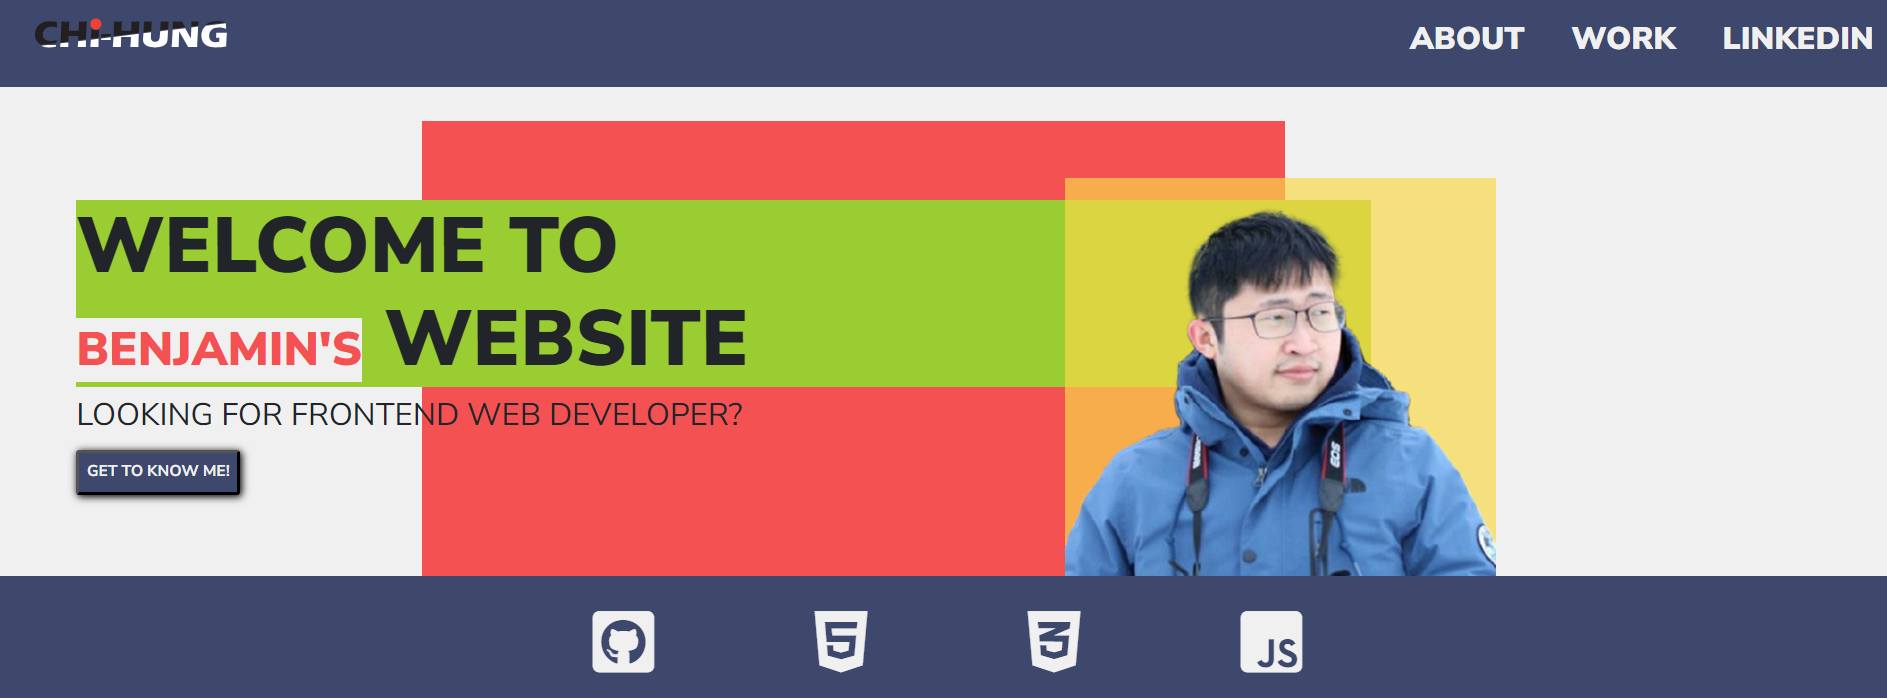 CHi-HUNG
ABOUT WORK LINKEDIN
WELCOME TO
BENJAMIN'S WEBSITE
LOOKING FOR FRONTEND WEB DEVELOPER?
GET TO KNOW ME!
EOS
5 3 JS